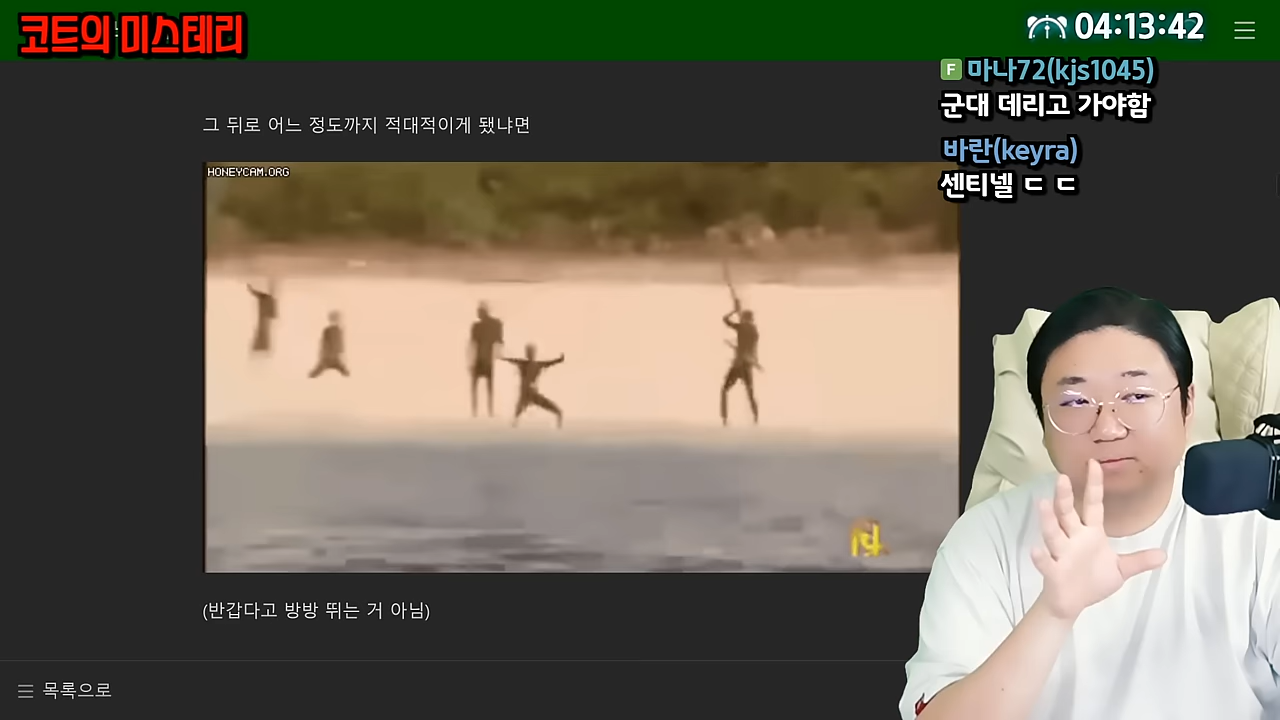 코트의 미스테리
04:13:42
F 마나72(kjs1045)
군대 데리고 가야함
바란(keyra)
센티넬 ㄷ ㄷ
그 뒤로 어느 정도까지 적대적이게 됐냐면
HONEYCAM.ORG
(반갑다고 방방 뛰는 거 아님)
목록으로